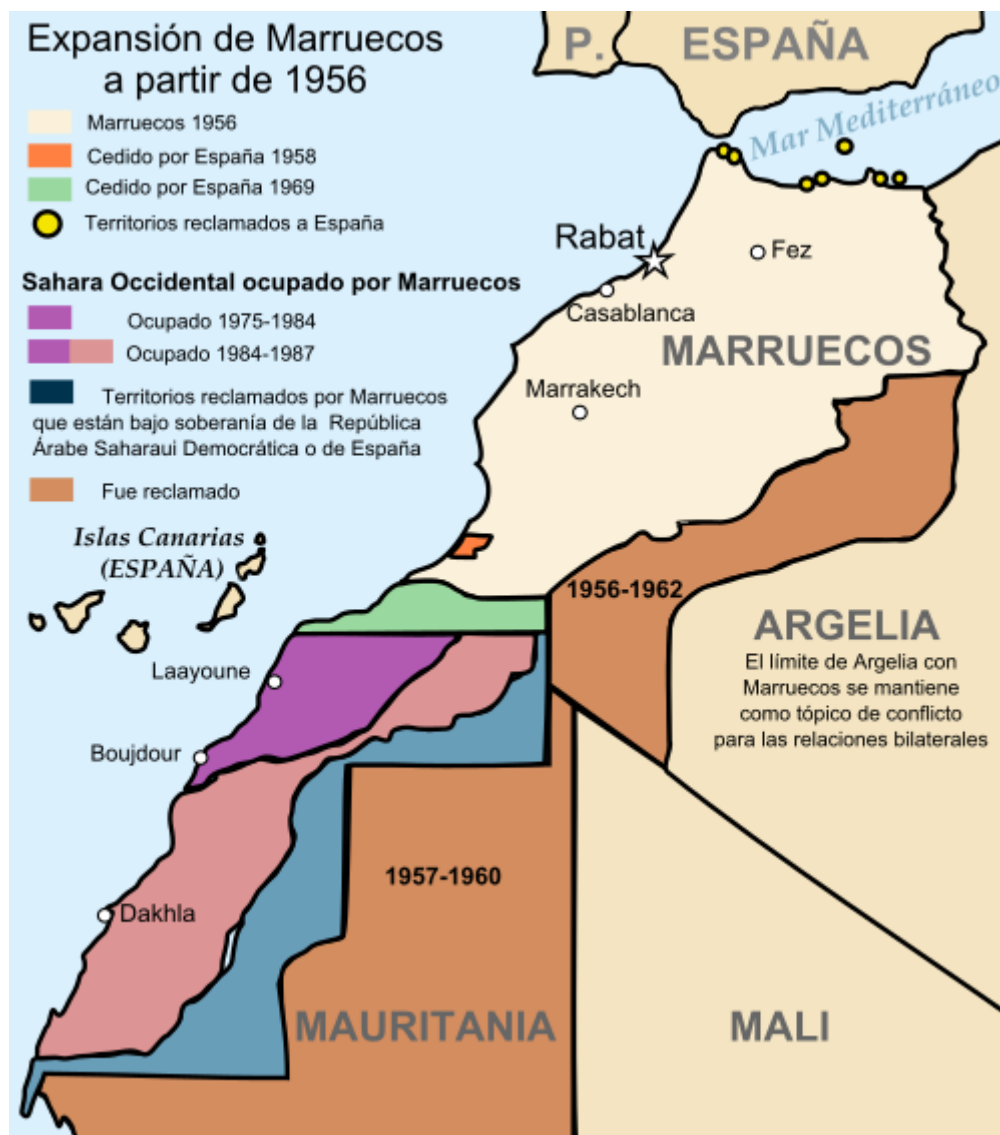 Expansión de Marruecos
a partir de 1956
Marruecos 1956
Cedido por España 1958
Cedido por España 1969
Territorios reclamados a España
Sahara Occidental ocupado por Marruecos
Ocupado 1975-1984
Ocupado 1984-1987
Territorios reclamados por Marruecos
que están bajo soberanía de la República
Árabe Saharaui Democrática o de España
Fue reclamado
P.
ESPAÑA
Mar Mediterráneo
Rabat
Fez
Casablanca
MARRUECOS
Marrakech
Islas Canarias
(ESPAÑA)
1956-1962
ARGELIA
El límite de Argelia con
Marruecos se mantiene
como tópico de conflicto
para las relaciones bilaterales
Laayoune
Boujdour
1957-1960
Dakhla
MAURITANIA
MALI